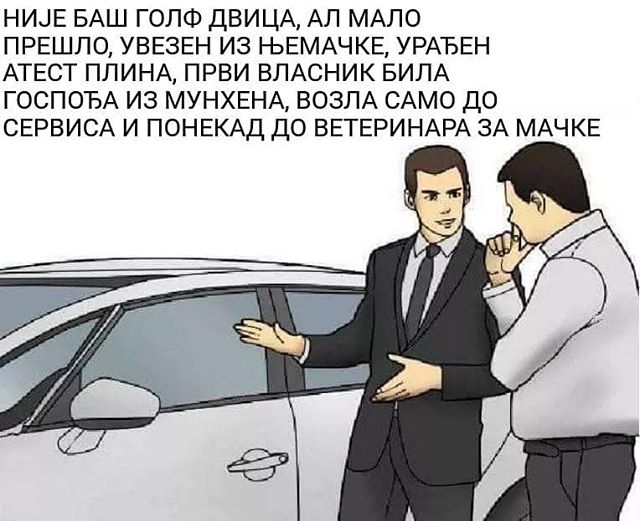 НИЈЕ БАШ ГОЛФ ДВИЦА, АЛ МАЛО
ПРЕШЛО, УВЕЗЕН ИЗ ЊЕМАЧКЕ, УРАЂЕН
АТЕСТ ПЛИНА, ПРВИ ВЛАСНИК БИЛА
ГОСПОЂА ИЗ МУНХЕНА, ВОЗЛА САМО ДО
СЕРВИСА И ПОНЕКАД ДО ВЕТЕРИНАРА ЗА МАЧКЕ